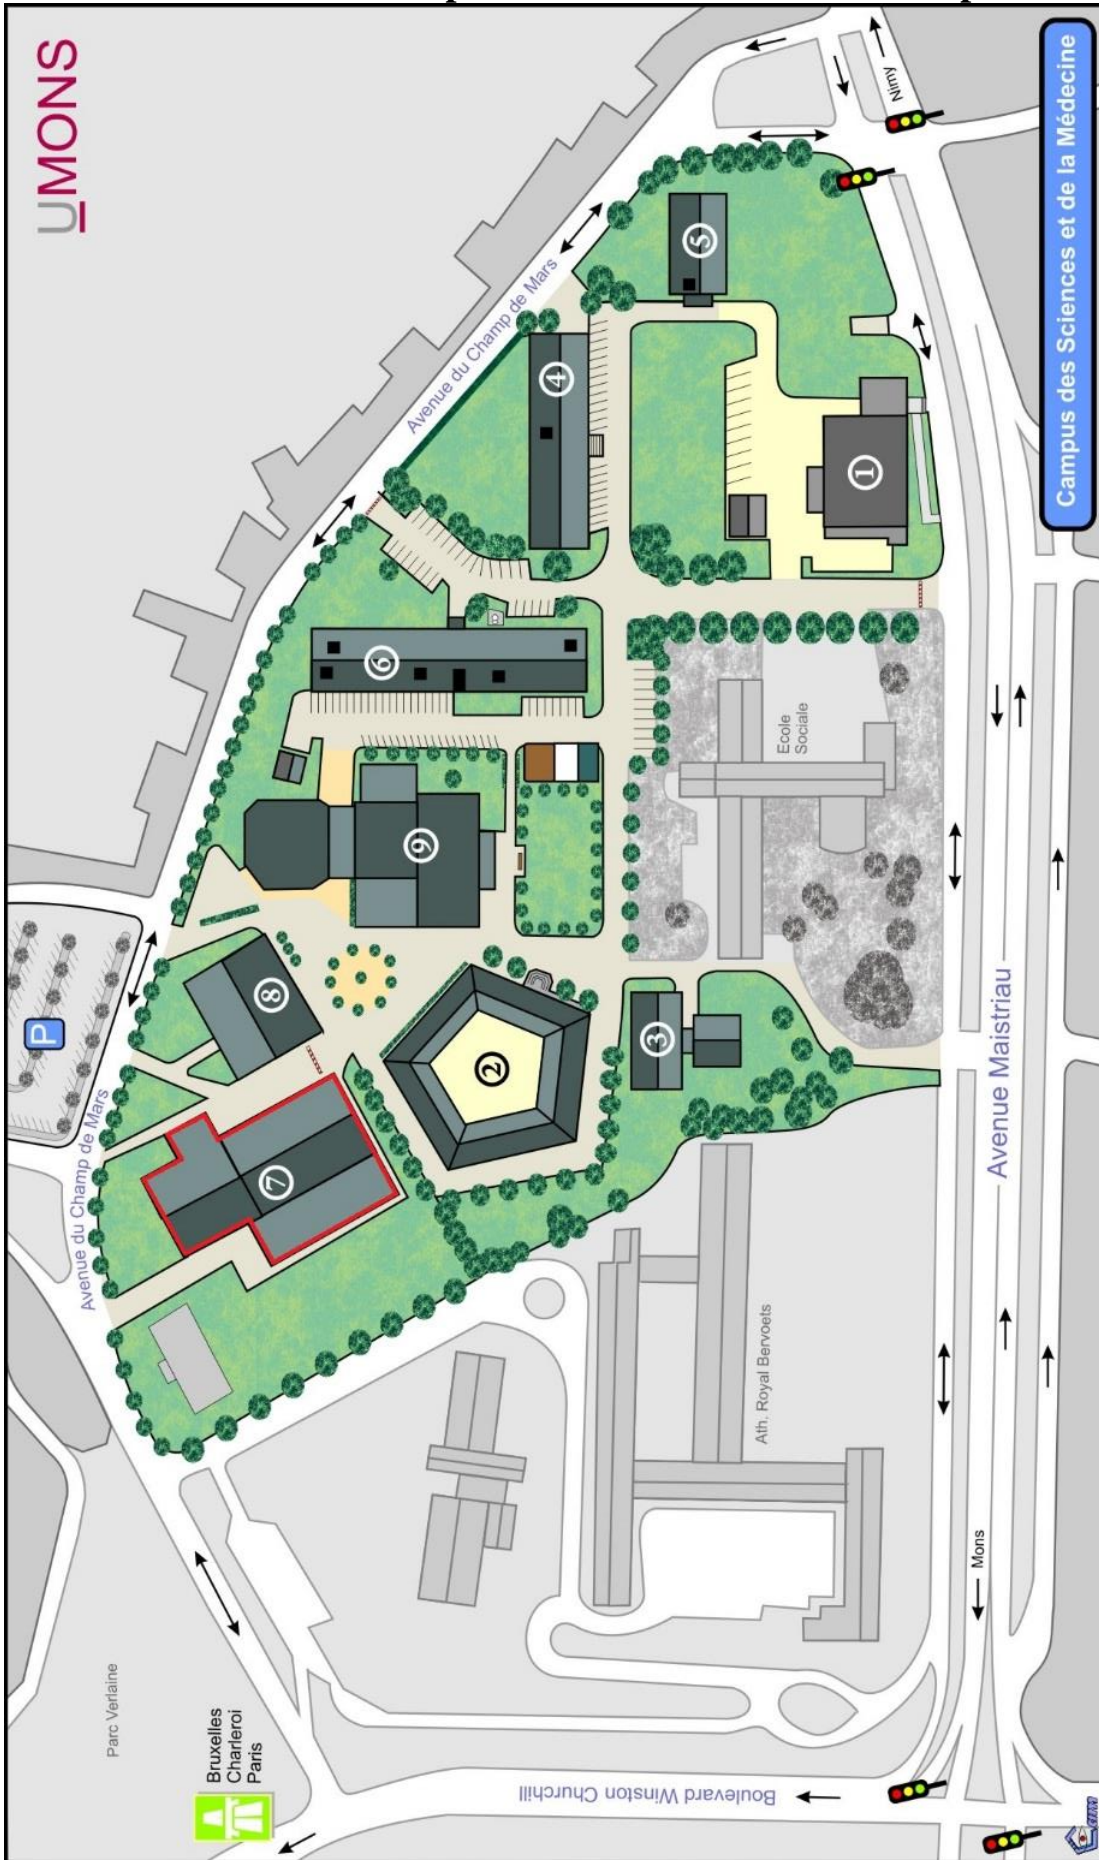 UMONS
Campus des Sciences et de la Médecine
Nimy
Avenue du Champ de Mars
5
4
1
6
9
Ecole
Sociale
P
8
2
3
7
Avenue du Champ de Mars
Avenue Maistriau
Ath. Royal Bervoets
Mons
Parc Verlaine
Bruxelles
Charleroi
Paris
Boulevard Winston Churchill